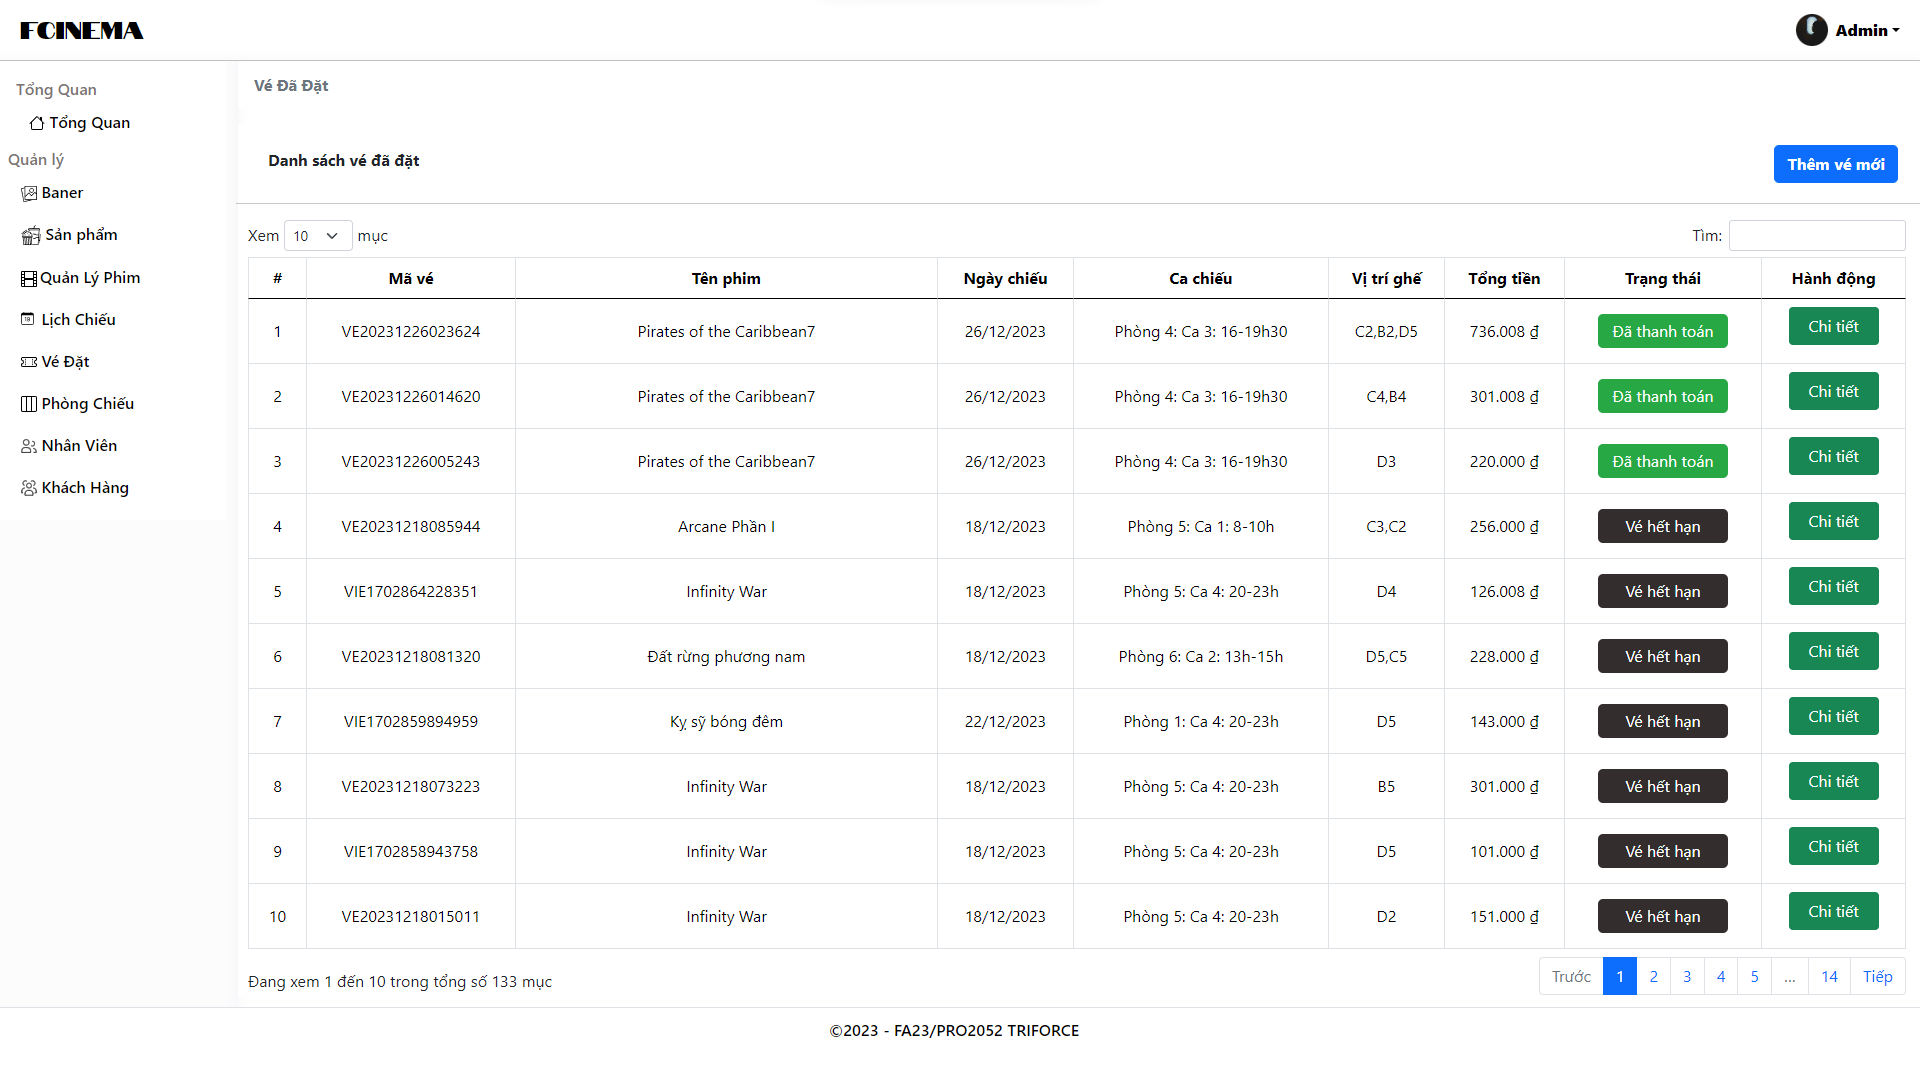 FCINEMA
Admin
Tổng Quan
Tổng Quan
Quản lý
Baner
Sản phẩm
Quản Lý Phim
Lịch Chiếu
Vé Đặt
Phòng Chiếu
Nhân Viên
Khách Hàng
Vé Đã Đặt
Danh sách vé đã đặt
Thêm vé mới
Xem 10 mục
Tìm:
# Mã vé Tên phim Ngày chiếu Ca chiếu Vị trí ghế Tổng tiền Trạng thái Hành động
1 VE20231226023624 Pirates of the Caribbean7 26/12/2023 Phòng 4: Ca 3: 16-19h30 C2,B2,D5 736.008 ₫ Đã thanh toán Chi tiết
2 VE20231226014620 Pirates of the Caribbean7 26/12/2023 Phòng 4: Ca 3: 16-19h30 C4,B4 301.008 ₫ Đã thanh toán Chi tiết
3 VE20231226005243 Pirates of the Caribbean7 26/12/2023 Phòng 4: Ca 3: 16-19h30 D3 220.000 ₫ Đã thanh toán Chi tiết
4 VE20231218085944 Arcane Phần I 18/12/2023 Phòng 5: Ca 1: 8-10h C3,C2 256.000 ₫ Vé hết hạn Chi tiết
5 VIE1702864228351 Infinity War 18/12/2023 Phòng 5: Ca 4: 20-23h D4 126.008 ₫ Vé hết hạn Chi tiết
6 VE20231218081320 Đất rừng phương nam 18/12/2023 Phòng 6: Ca 2: 13h-15h D5,C5 228.000 ₫ Vé hết hạn Chi tiết
7 VIE1702859894959 Kỵ sỹ bóng đêm 22/12/2023 Phòng 1: Ca 4: 20-23h D5 143.000 ₫ Vé hết hạn Chi tiết
8 VE20231218073223 Infinity War 18/12/2023 Phòng 5: Ca 4: 20-23h B5 301.000 ₫ Vé hết hạn Chi tiết
9 VIE1702858943758 Infinity War 18/12/2023 Phòng 5: Ca 4: 20-23h D5 101.000 ₫ Vé hết hạn Chi tiết
10 VE20231218015011 Infinity War 18/12/2023 Phòng 5: Ca 4: 20-23h D2 151.000 ₫ Vé hết hạn Chi tiết
Đang xem 1 đến 10 trong tổng số 133 mục
Trước 1 2 3 4 5 ... 14 Tiếp
©2023 - FA23/PRO2052 TRIFORCE